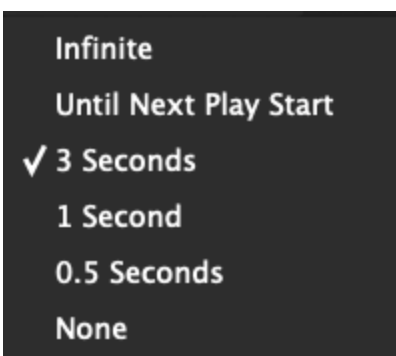 Infinite
Until Next Play Start
✓ 3 Seconds
1 Second
0.5 Seconds
None